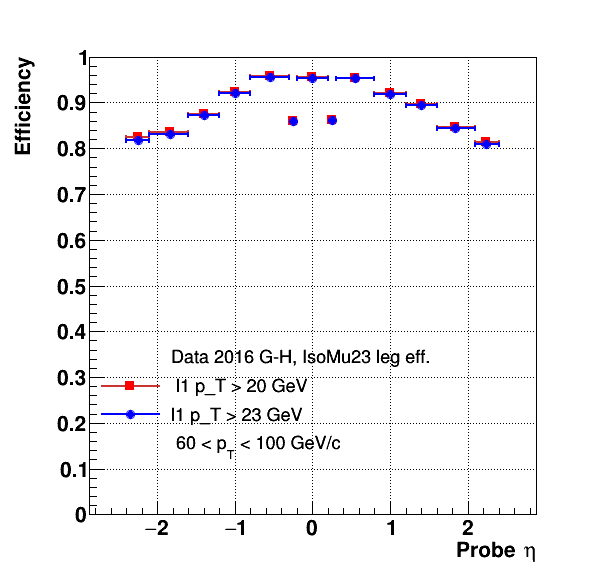 Efficiency
1
0.9
0.8
0.7
0.6
0.5
0.4
0.3
0.2
0.1
0
Data 2016 G-H, IsoMu23 leg eff.
l1 p_T > 20 GeV
l1 p_T > 23 GeV
60 < p_T < 100 GeV/c
−2 −1 0 1 2
Probe η